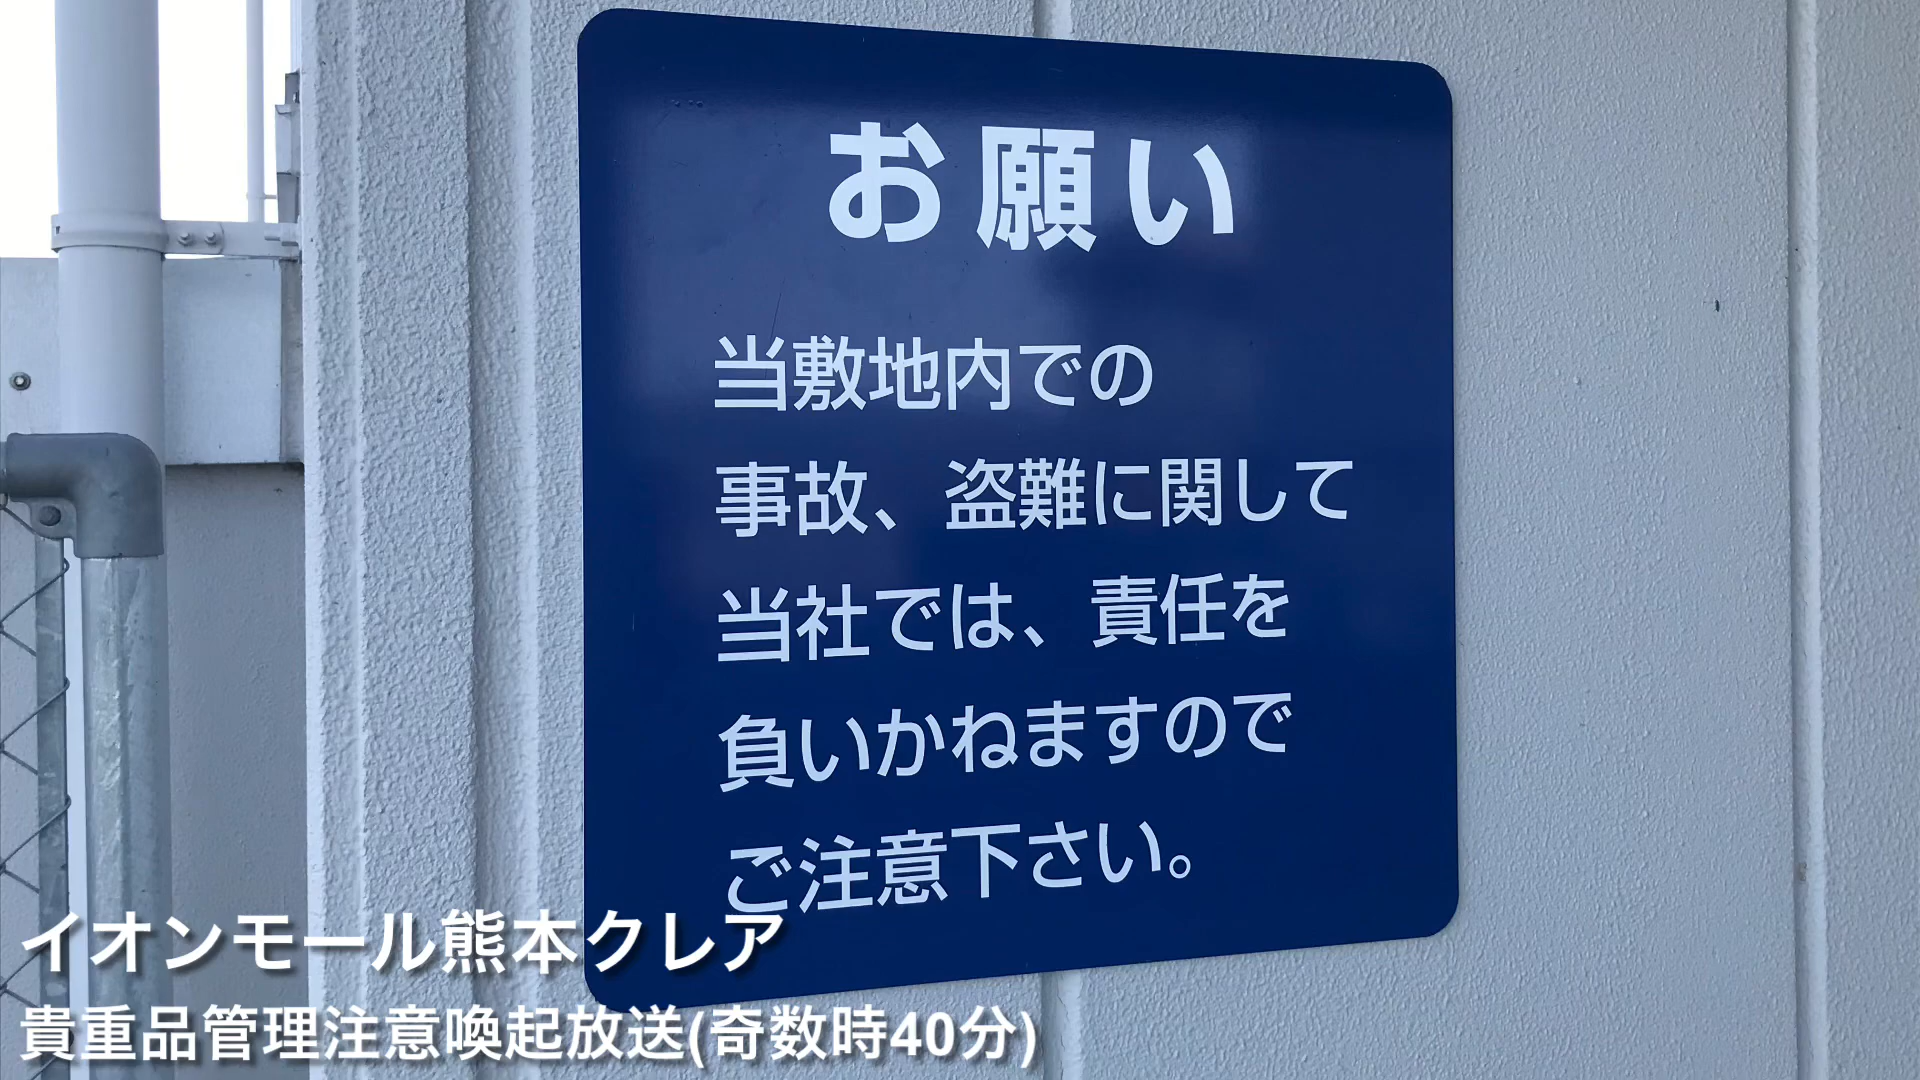 お願い
当敷地内での
事故、盗難に関して
当社では、責任を
負いかねますので
ご注意下さい。
イオンモール熊本クレア
貴重品管理注意喚起放送(奇数時40分)